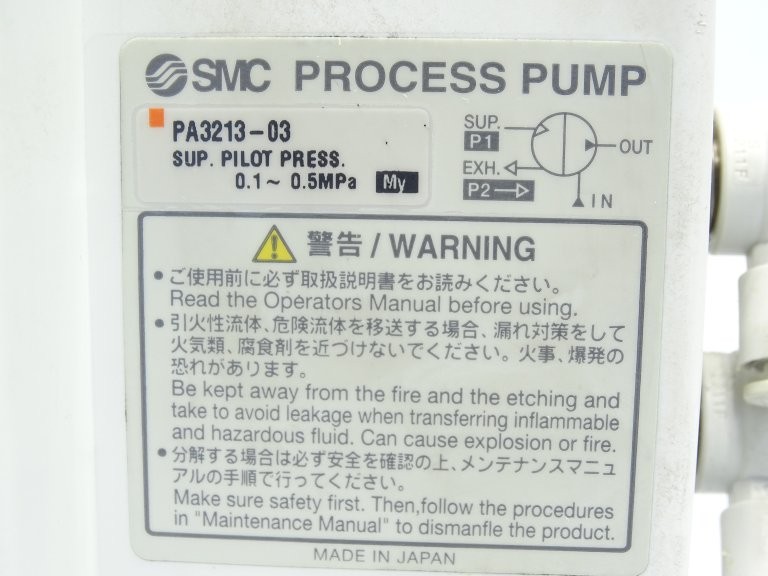 SMC PROCESS PUMP
PA3213-03
SUP. PILOT PRESS.
0.1~0.5MPa My
SUP.
P1
EXH.
P2
OUT
IN
警告 / WARNING
• ご使用前に必ず取扱説明書をお読みください。
Read the Operators Manual before using.
• 引火性流体、危険流体を移送する場合、漏れ対策をして
火気類、腐食剤を近づけないでください。火事、爆発の
恐れがあります。
Be kept away from the fire and the etching and
take to avoid leakage when transferring inflammable
and hazardous fluid. Can cause explosion or fire.
• 分解する場合は必ず安全を確認の上、メンテナンスマニュ
アルの手順で行ってください。
Make sure safety first. Then,follow the procedures
in "Maintenance Manual" to dismanfle the product.
MADE IN JAPAN